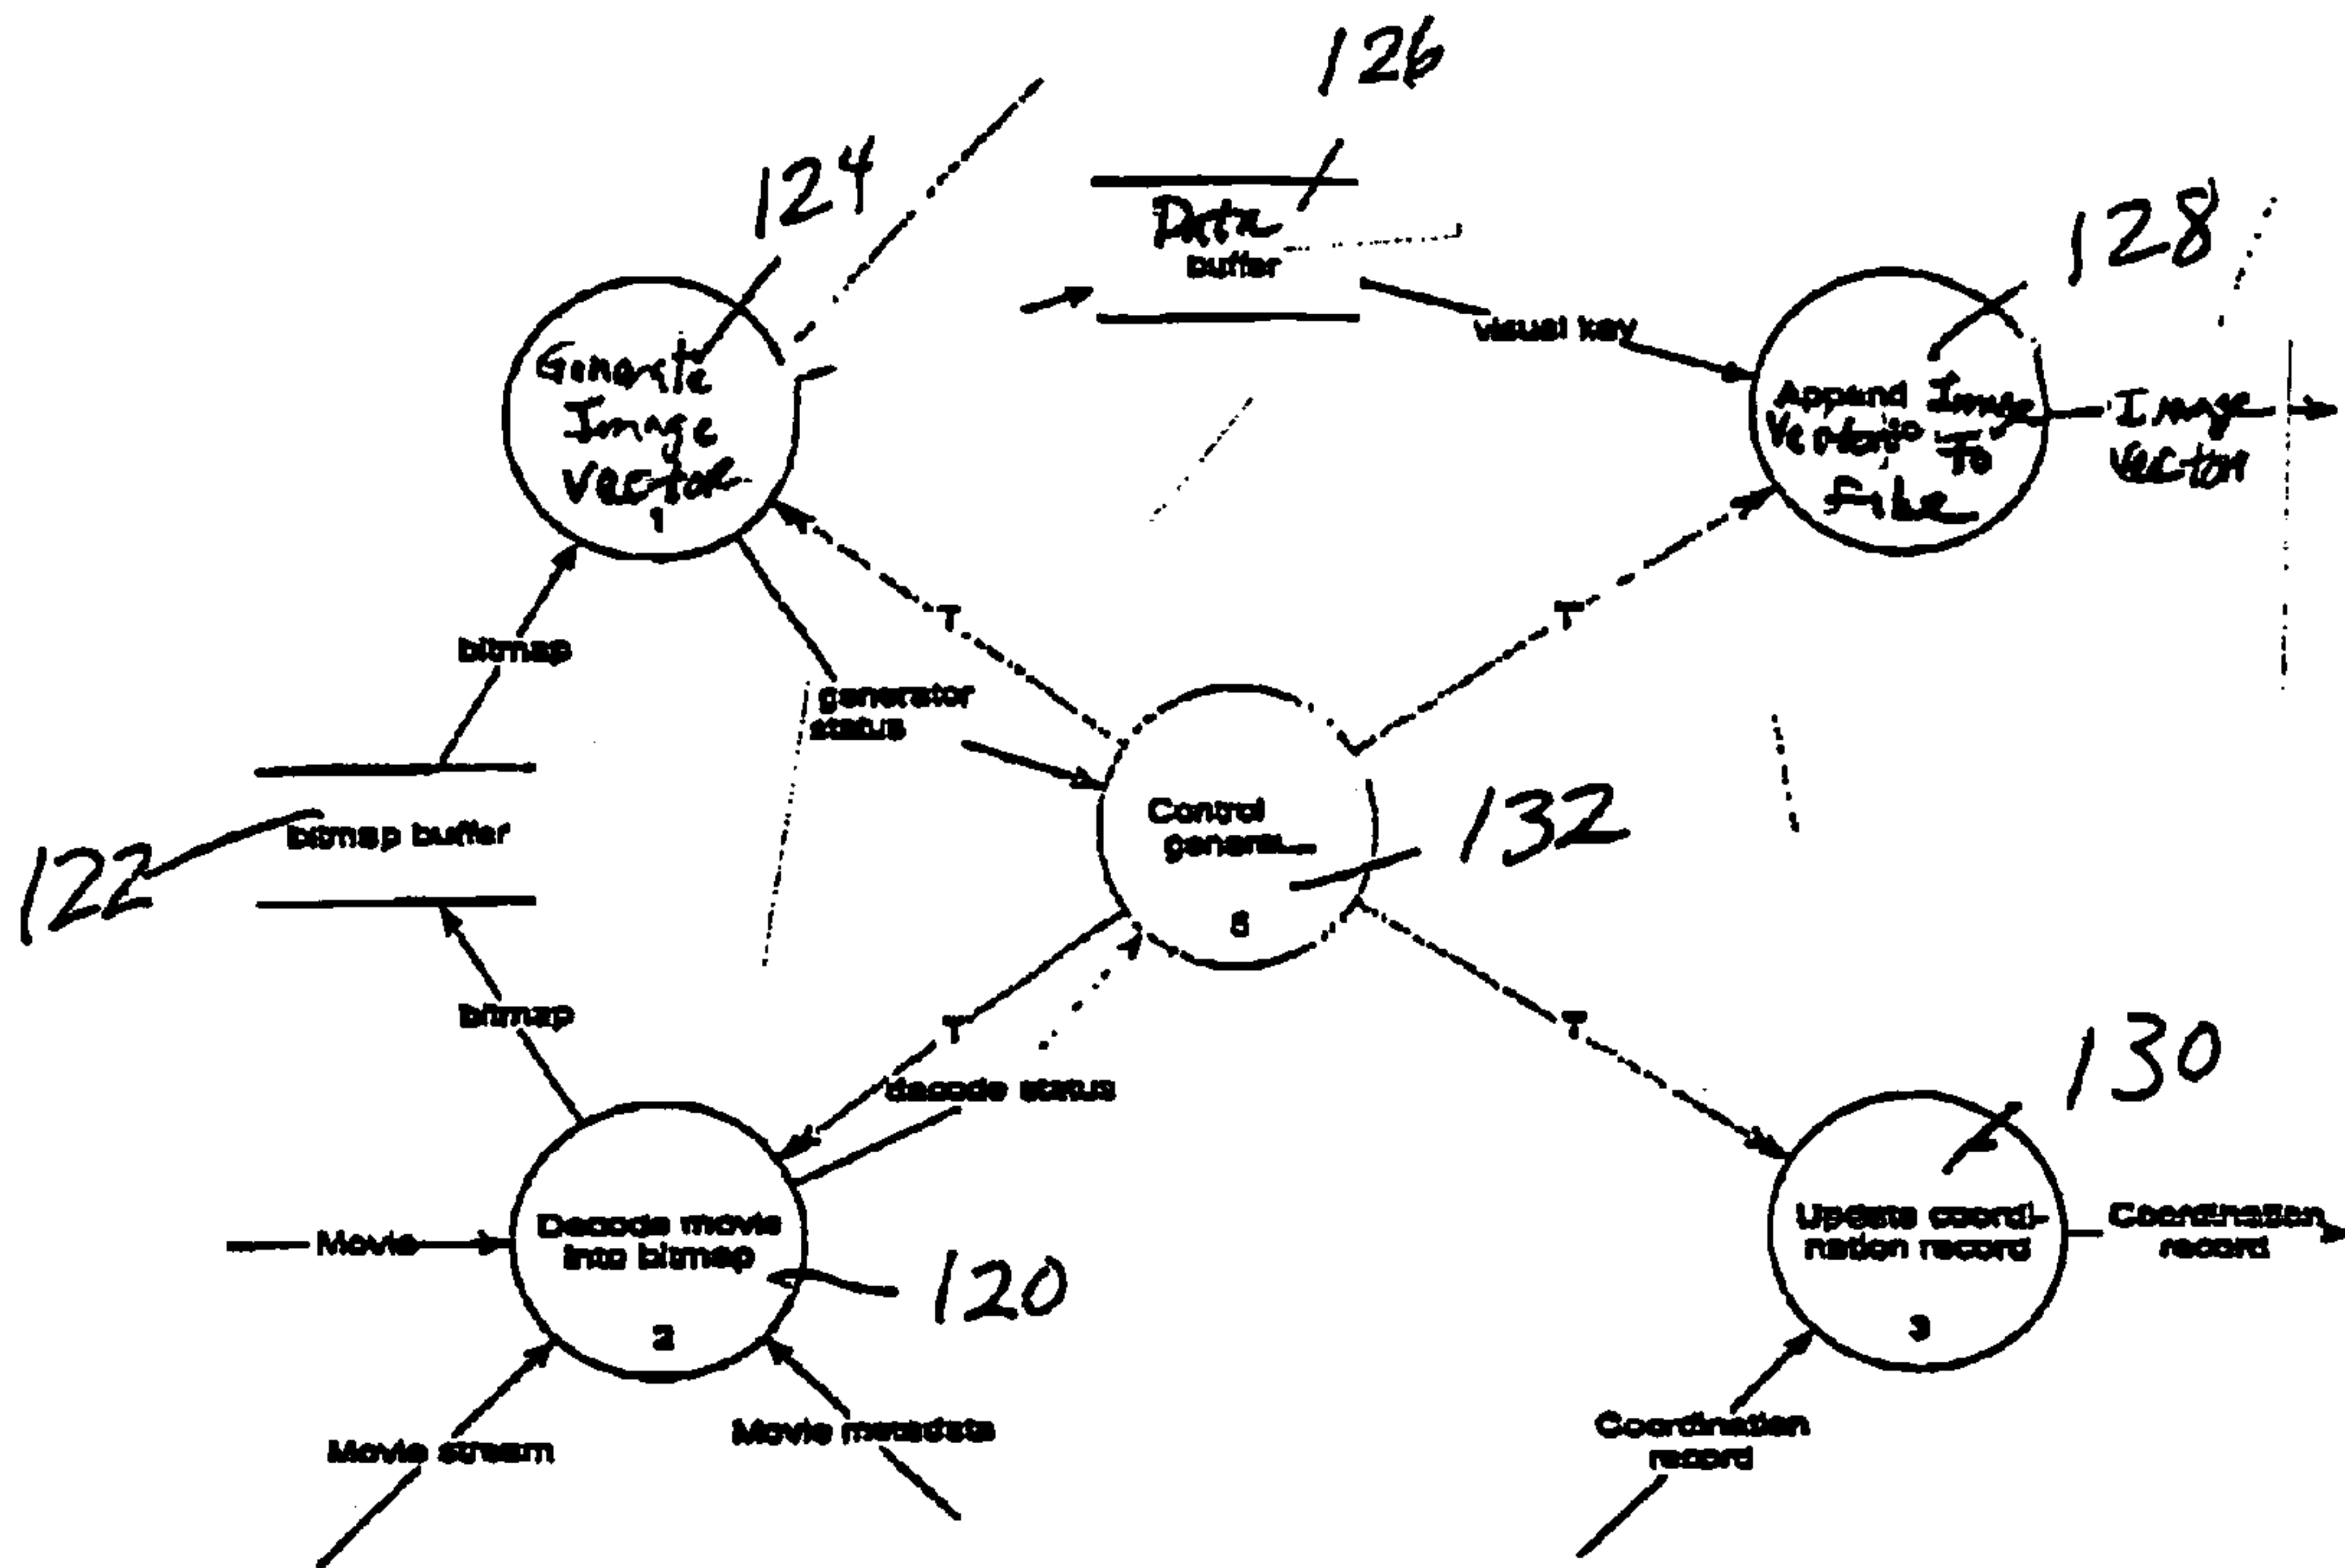 126
124
Data
buffer
128
visual key
Generate
Image
Vector
1
Append Image
Vector To
File
Image
Vector
T
T
bitmap
generator
status
122
bitmap buffer
Control
132
5
bitmap
T
T
decode status
130
Movie
Decode movie
into bitmap
120
2
Update coordi-
nation record
3
Coordination
record
Movie stream
Movie metadata
Coordination
record